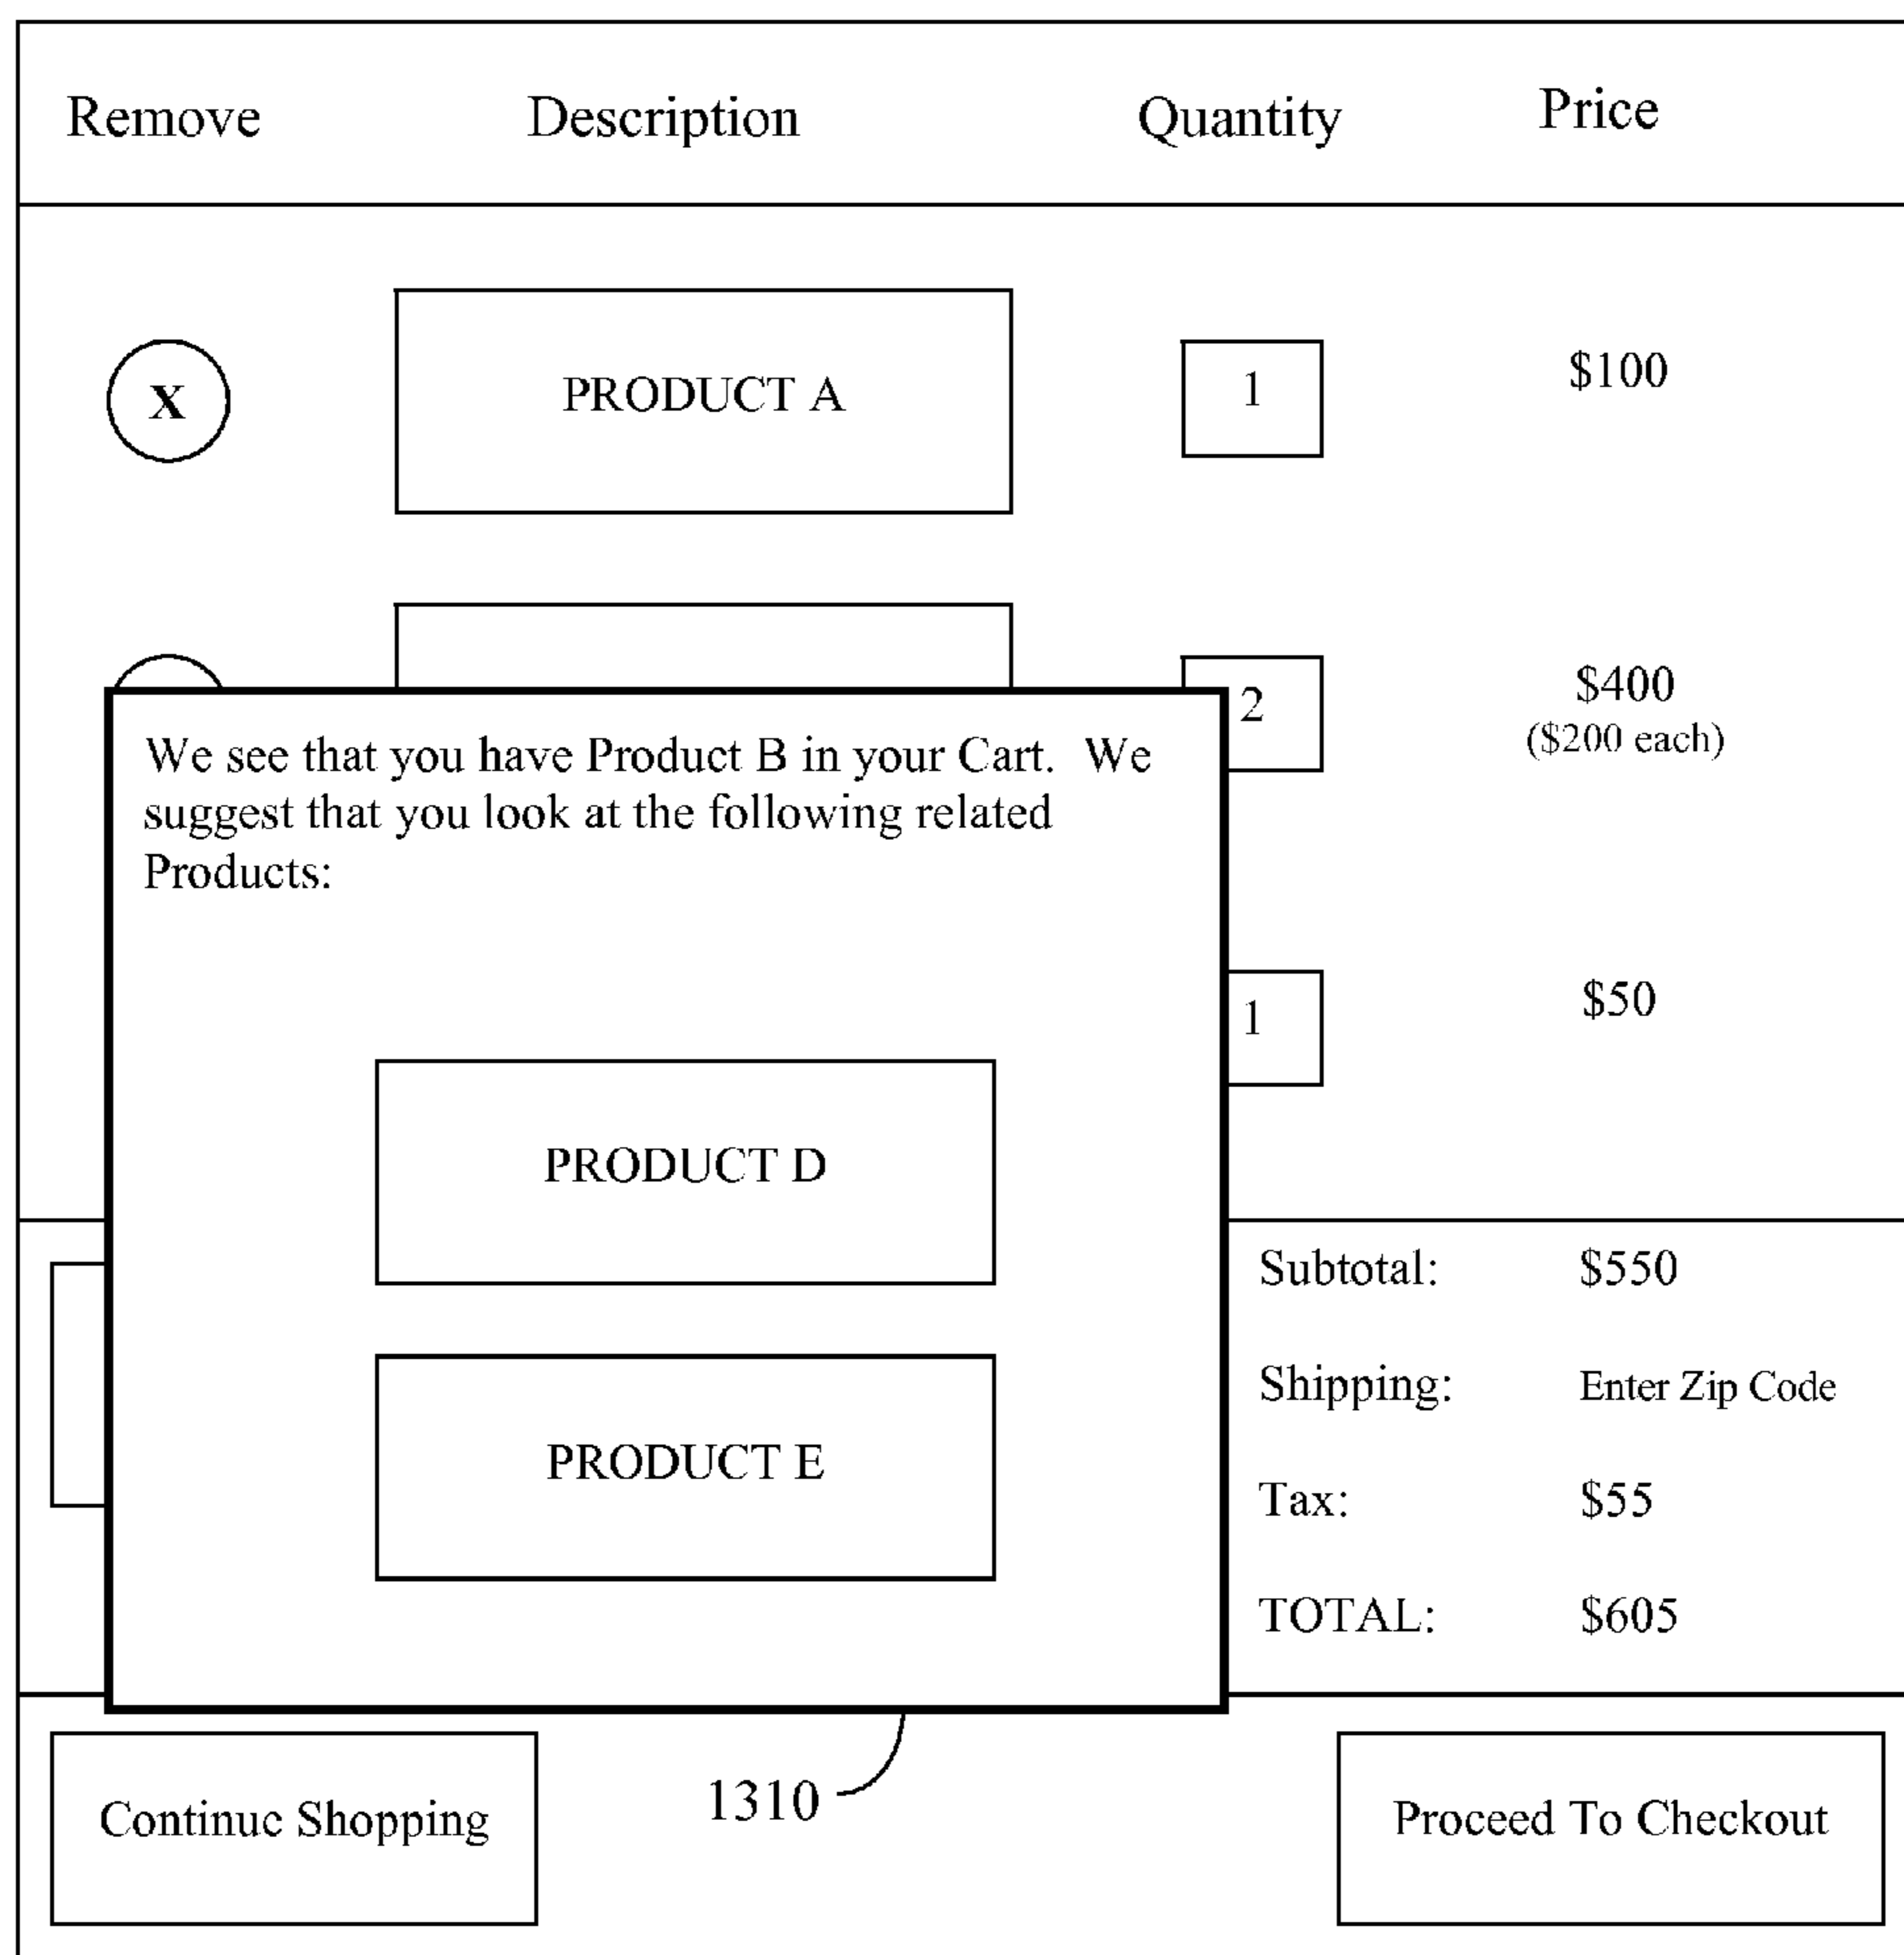 Remove Description Quantity Price
X PRODUCT A 1 $100
2 $400
($200 each)
We see that you have Product B in your Cart. We
suggest that you look at the following related
Products:
1 $50
PRODUCT D
PRODUCT E
Subtotal: $550
Shipping: Enter Zip Code
Tax: $55
TOTAL: $605
Continue Shopping
1310
Proceed To Checkout